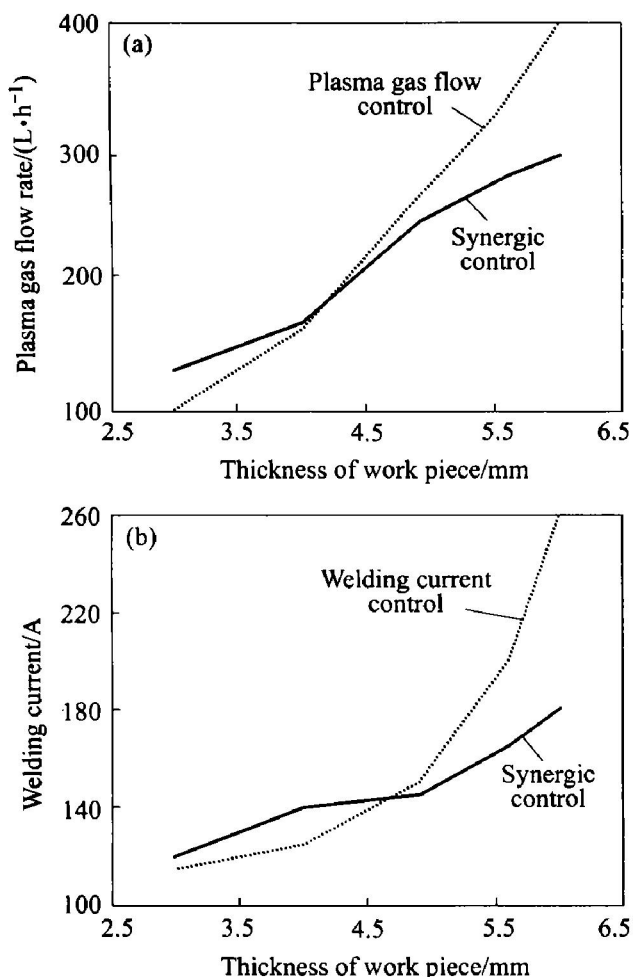 400
(a)
Plasma gas flow
control
300
Synergic
control
200
100
2.5 3.5 4.5 5.5 6.5
Plasma gas flow rate/(L·h⁻¹)
Thickness of work piece/mm
260
(b)
Welding current
control
220
180
Synergic
control
140
100
2.5 3.5 4.5 5.5 6.5
Welding current/A
Thickness of work piece/mm